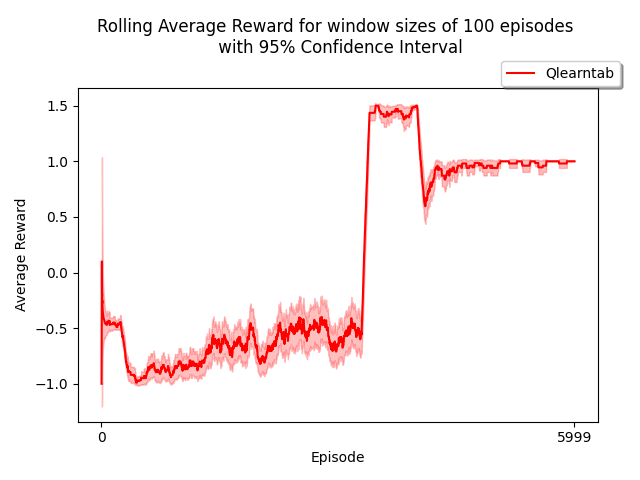 Rolling Average Reward for window sizes of 100 episodes
with 95% Confidence Interval
Qlearntab
1.5
1.0
0.5
0.0
−0.5
−1.0
Average Reward
0
5999
Episode